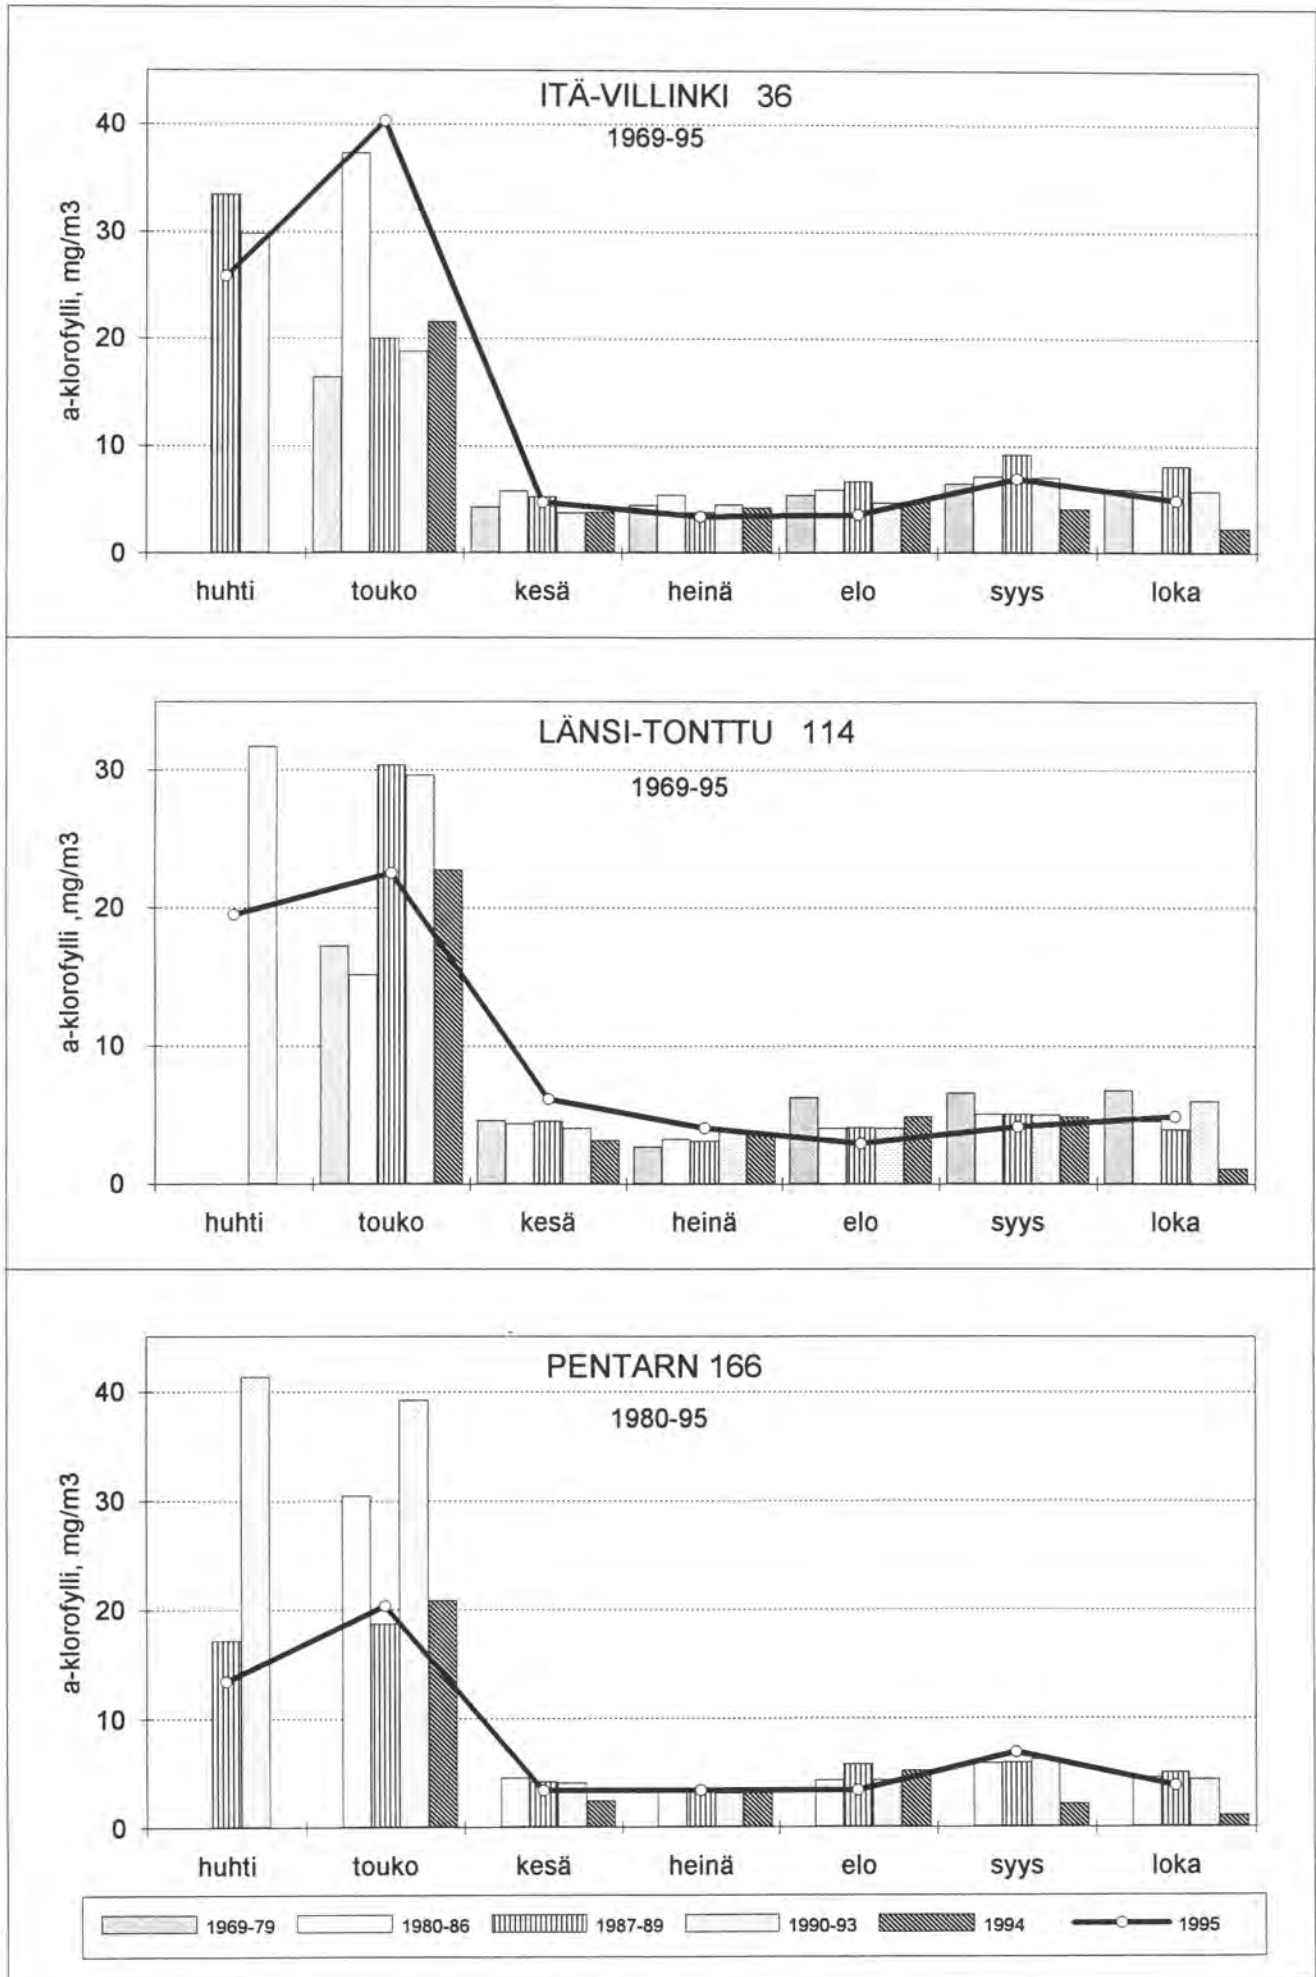 ITÄ-VILLINKI 36
1969-95
a-klorofylli, mg/m3
40
30
20
10
0
huhti touko kesä heinä elo syys loka
LÄNSI-TONTTU 114
1969-95
a-klorofylli ,mg/m3
30
20
10
0
huhti touko kesä heinä elo syys loka
PENTARN 166
1980-95
a-klorofylli, mg/m3
40
30
20
10
0
huhti touko kesä heinä elo syys loka
1969-79 1980-86 1987-89 1990-93 1994 1995